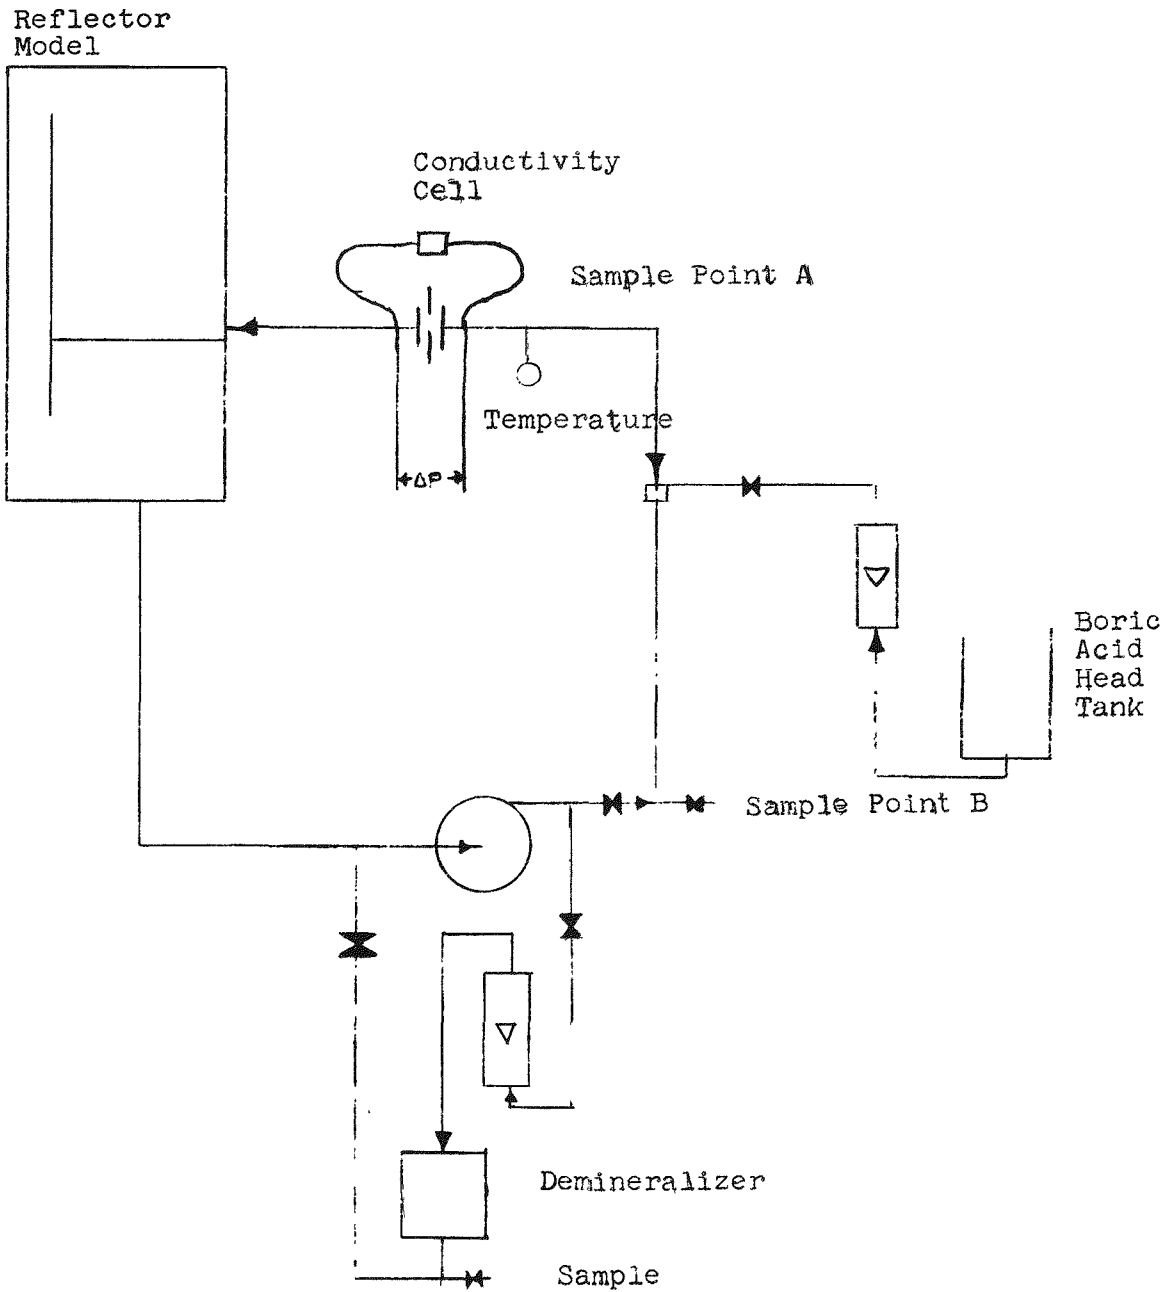 Reflector
Model
Conductivity
Cell
Sample Point A
Temperature
ΔP
Boric
Acid
Head
Tank
Sample Point B
Demineralizer
Sample